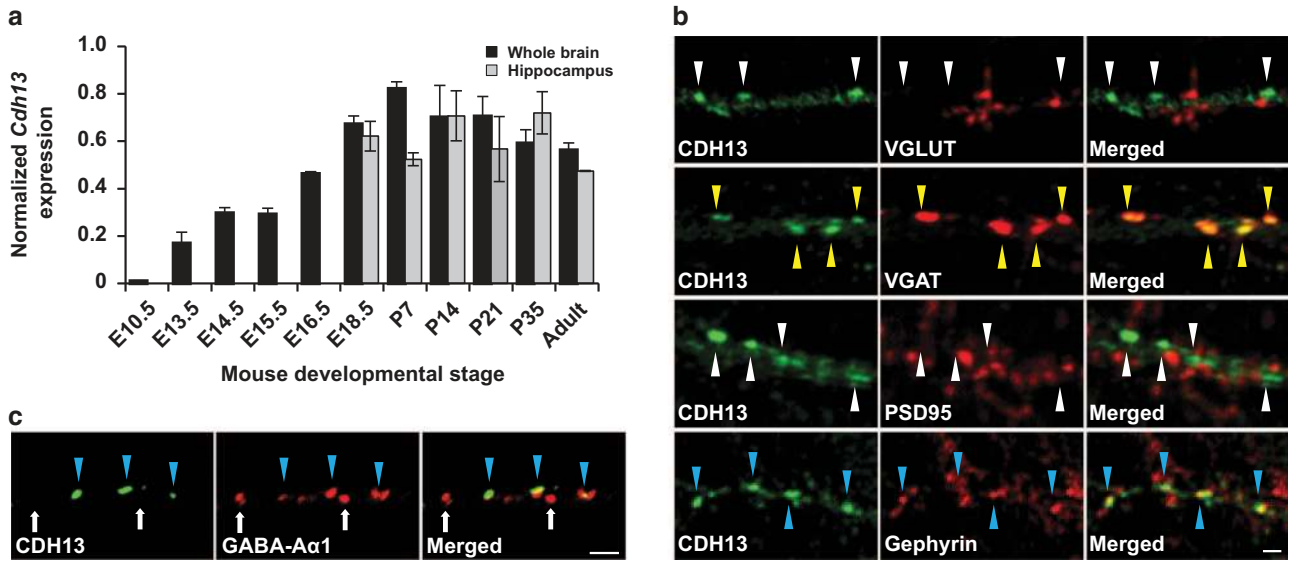 a
Normalized Cdh13
expression
1.0
0.8
0.6
0.4
0.2
0
Whole brain
Hippocampus
E10.5
E13.5
E14.5
E15.5
E16.5
E18.5
P7
P14
P21
P35
Adult
Mouse developmental stage
b
CDH13 VGLUT Merged
CDH13 VGAT Merged
CDH13 PSD95 Merged
CDH13 Gephyrin Merged
c
CDH13 GABA-Aα1 Merged